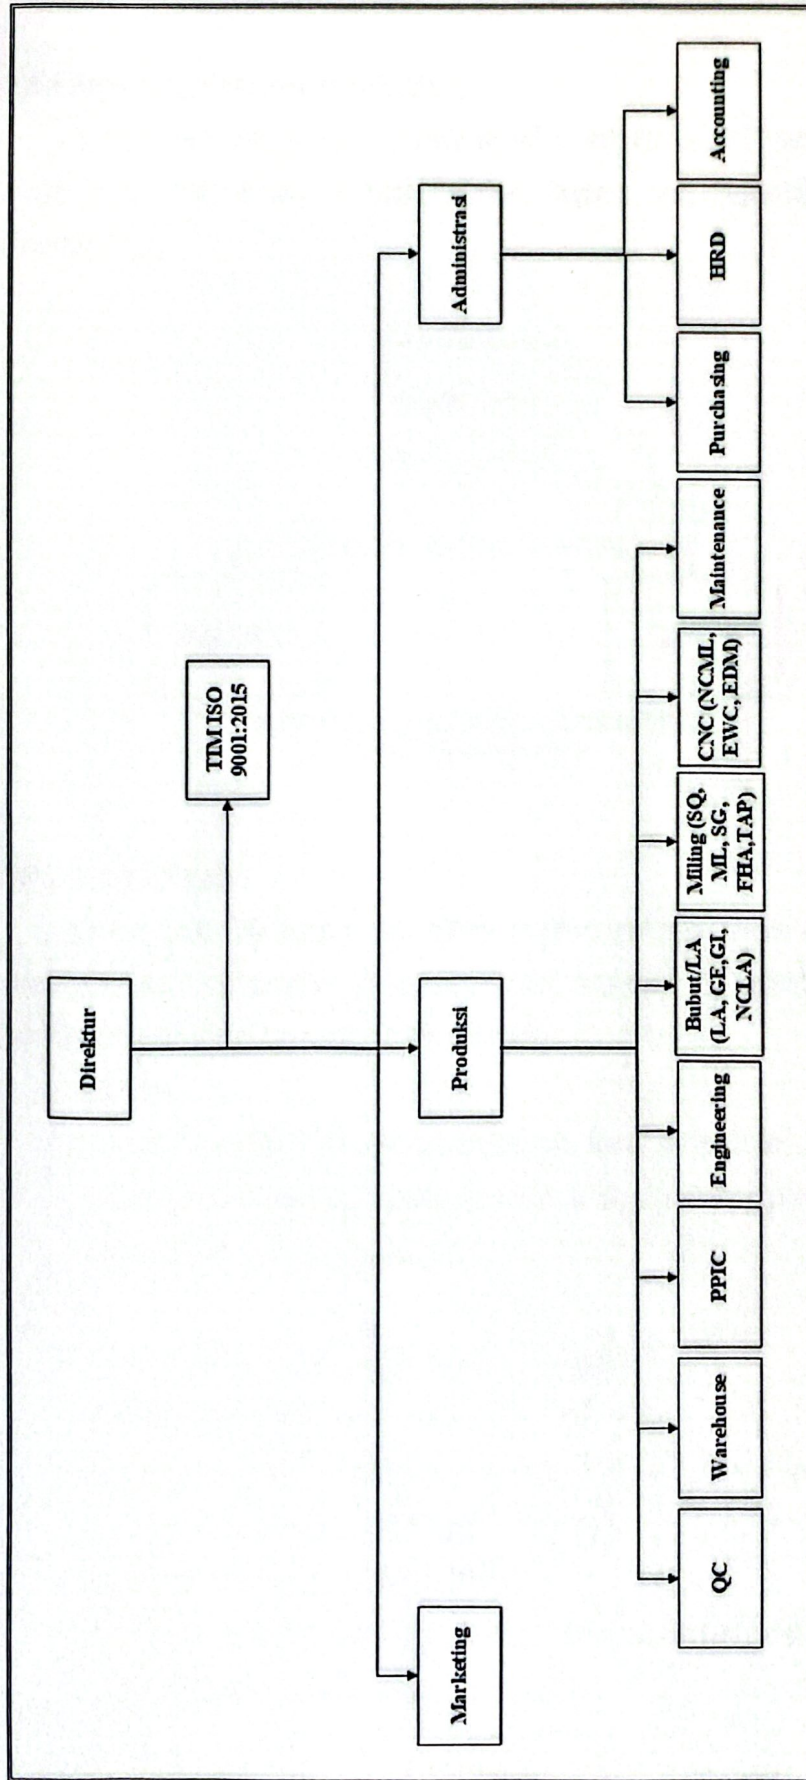 Direktur
TIM ISO
9001:2015
Marketing
Produksi
Administrasi
QC
Warehouse
PPIC
Engineering
Bubut/LA
(LA, GE,GI,
NCLA)
Miling (SQ,
ML, SG,
FHA,TAP)
CNC (NCML,
EWC, EDM)
Maintenance
Purchasing
HRD
Accounting